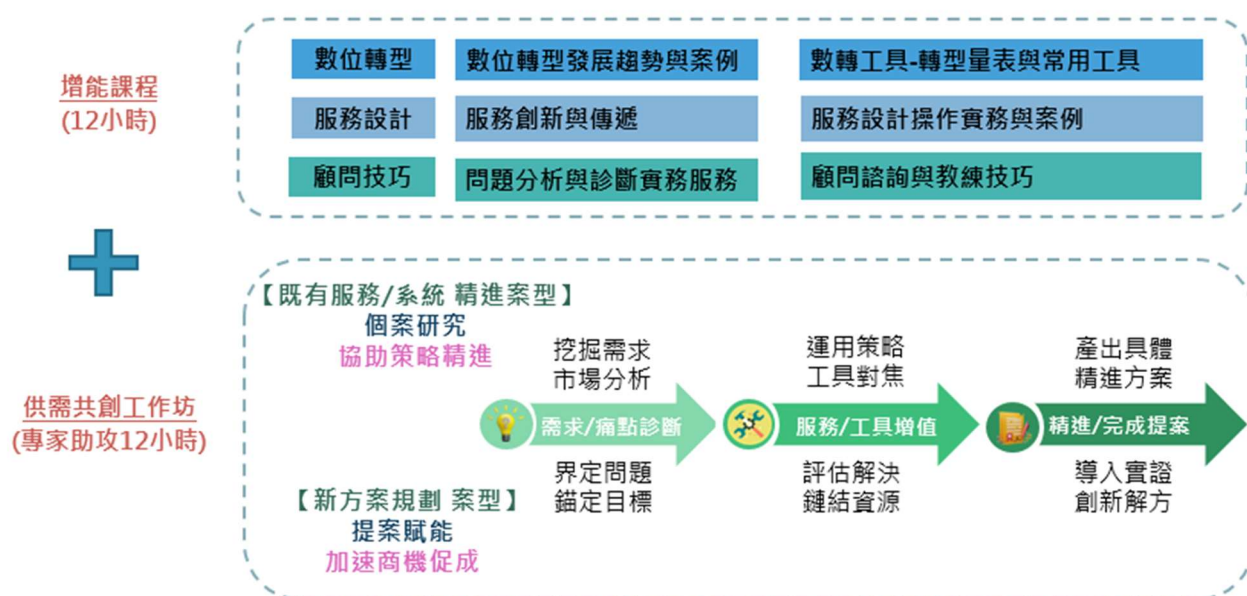 增能課程
(12小時)
數位轉型
數位轉型發展趨勢與案例
數轉工具-轉型量表與常用工具
服務設計
服務創新與傳遞
服務設計操作實務與案例
顧問技巧
問題分析與診斷實務服務
顧問諮詢與教練技巧
供需共創工作坊
(專家助攻12小時)
【既有服務/系統 精進案型】
個案研究
協助策略精進
挖掘需求
市場分析
運用策略
工具對焦
產出具體
精進方案
需求/痛點診斷
服務/工具增值
精進/完成提案
界定問題
錨定目標
評估解決
鏈結資源
導入實證
創新解方
【新方案規劃 案型】
提案賦能
加速商機促成